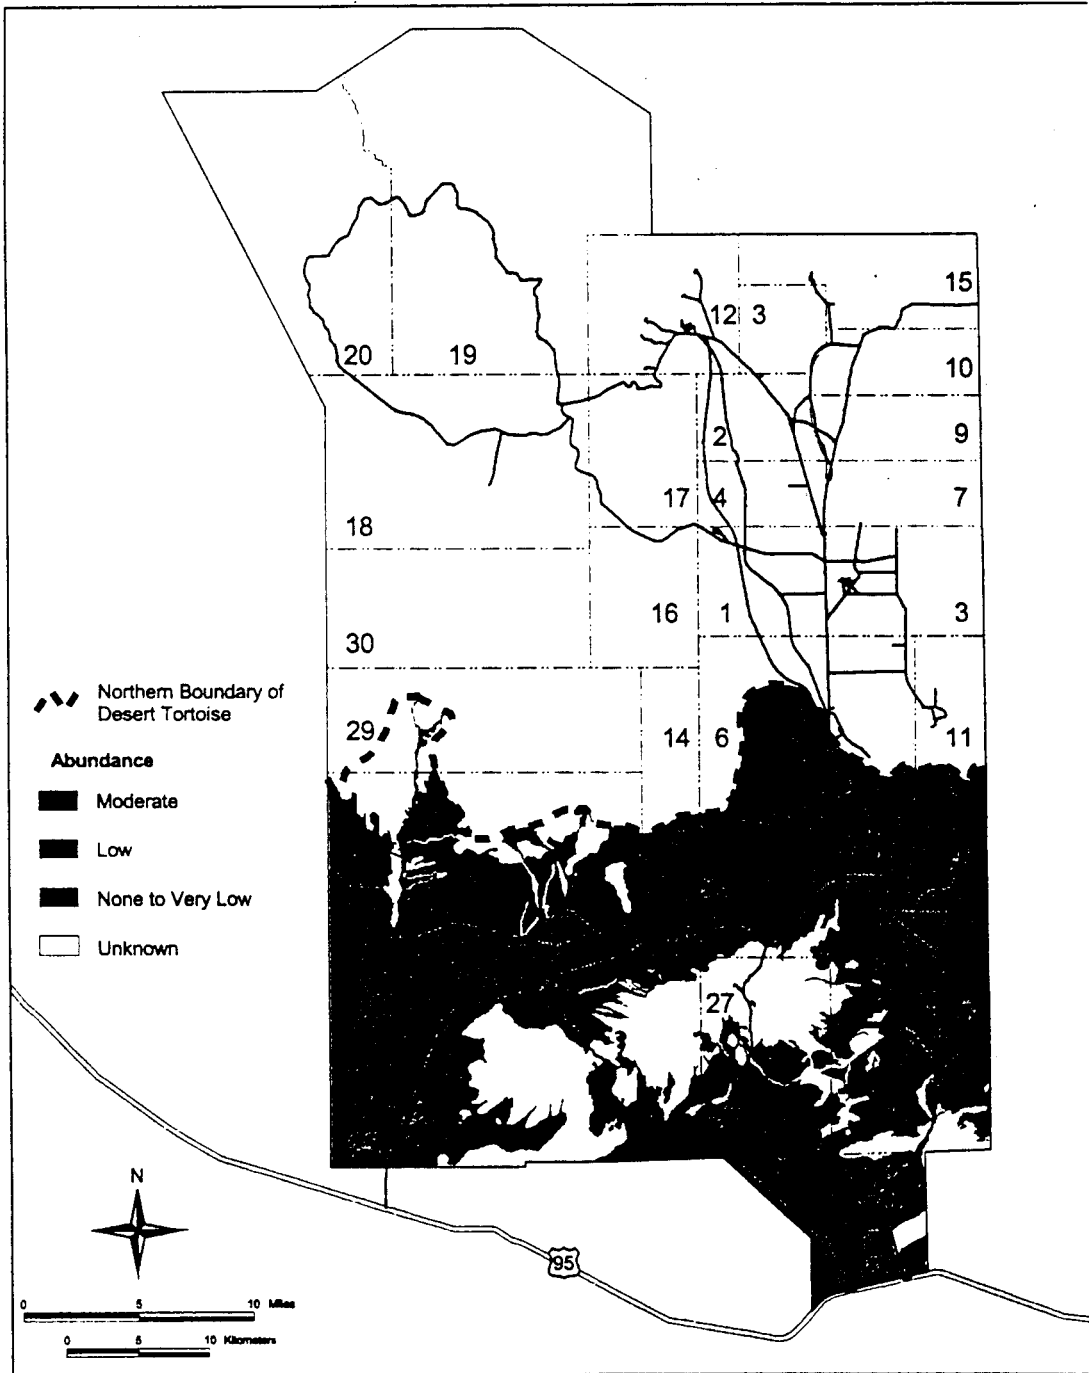 15
12 3
20 19
10
2
9
17 4
7
18
16 1
3
30
Northern Boundary of
Desert Tortoise
29
14 6
11
Abundance
Moderate
Low
None to Very Low
Unknown
27
N
95
0 5 10 Miles
0 5 10 Kilometers